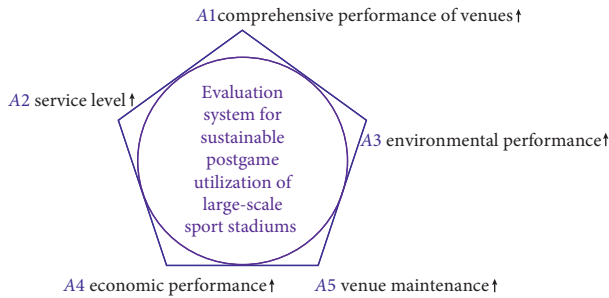 A1comprehensive performance of venues↑
A2 service level↑
Evaluation
system for
sustainable
postgame
utilization of
large-scale
sport stadiums
A3 environmental performance↑
A4 economic performance↑
A5 venue maintenance↑